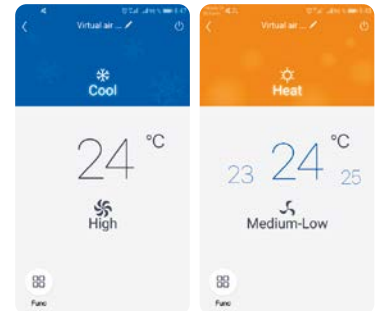 Virtual air ...
Cool
24 °C
High
Func
Virtual air ...
Heat
23 24 °C 25
Medium-Low
Func